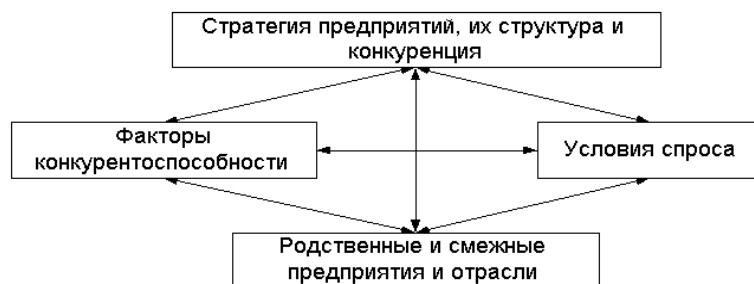 Стратегия предприятий, их структура и
конкуренция
Факторы
конкурентоспособности
Условия спроса
Родственные и смежные
предприятия и отрасли